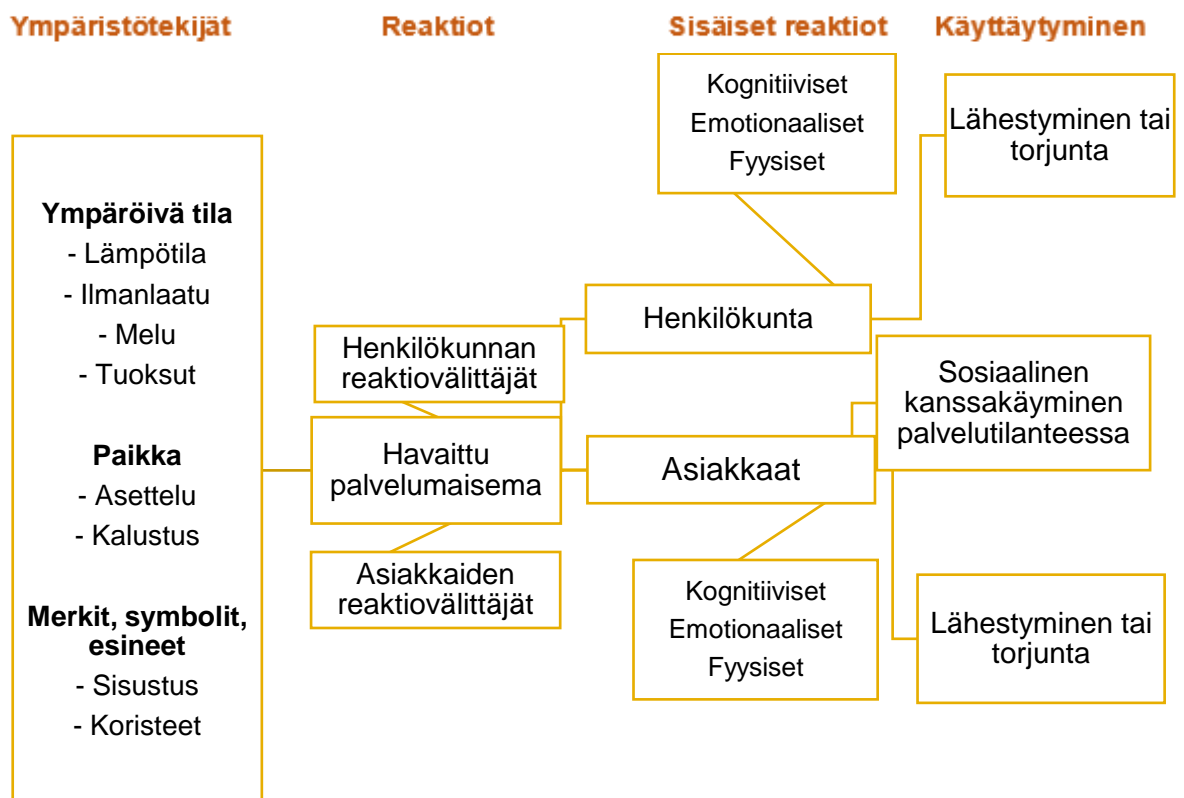 Ympäristötekijät
Reaktiot
Sisäiset reaktiot
Käyttäytyminen
Ympäröivä tila
- Lämpötila
- Ilmanlaatu
- Melu
- Tuoksut
Paikka
- Asettelu
- Kalustus
Merkit, symbolit,
esineet
- Sisustus
- Koristeet
Henkilökunnan
reaktiovälittäjät
Havaittu
palvelumaisema
Asiakkaiden
reaktiovälittäjät
Kognitiiviset
Emotionaaliset
Fyysiset
Henkilökunta
Asiakkaat
Kognitiiviset
Emotionaaliset
Fyysiset
Lähestyminen tai
torjunta
Sosiaalinen
kanssakäyminen
palvelutilanteessa
Lähestyminen tai
torjunta